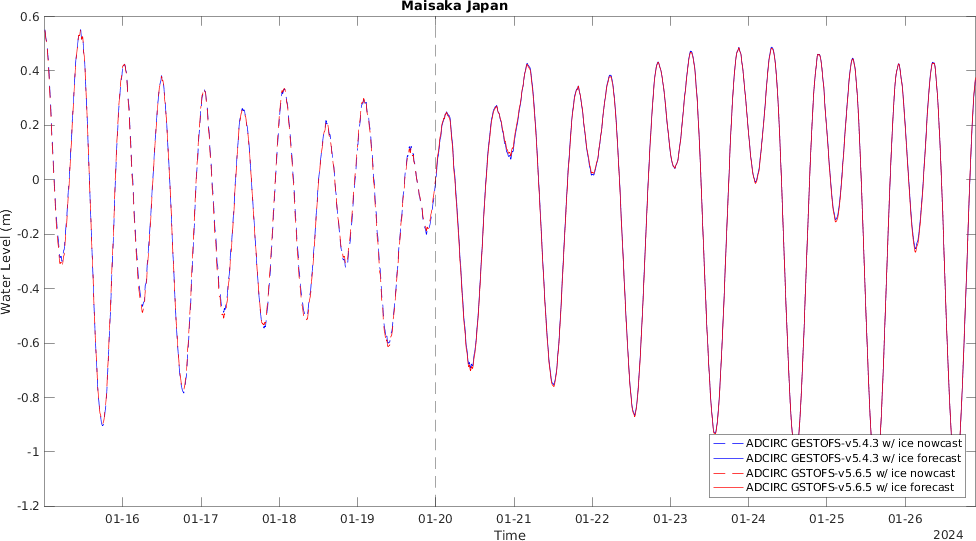 Maisaka Japan
0.6
0.4
0.2
0
-0.2
-0.4
-0.6
-0.8
-1
-1.2
Water Level (m)
ADCIRC GESTOFS-v5.4.3 w/ ice nowcast
ADCIRC GESTOFS-v5.4.3 w/ ice forecast
ADCIRC GSTOFS-v5.6.5 w/ ice nowcast
ADCIRC GSTOFS-v5.6.5 w/ ice forecast
01-16 01-17 01-18 01-19 01-20 01-21 01-22 01-23 01-24 01-25 01-26
Time
2024